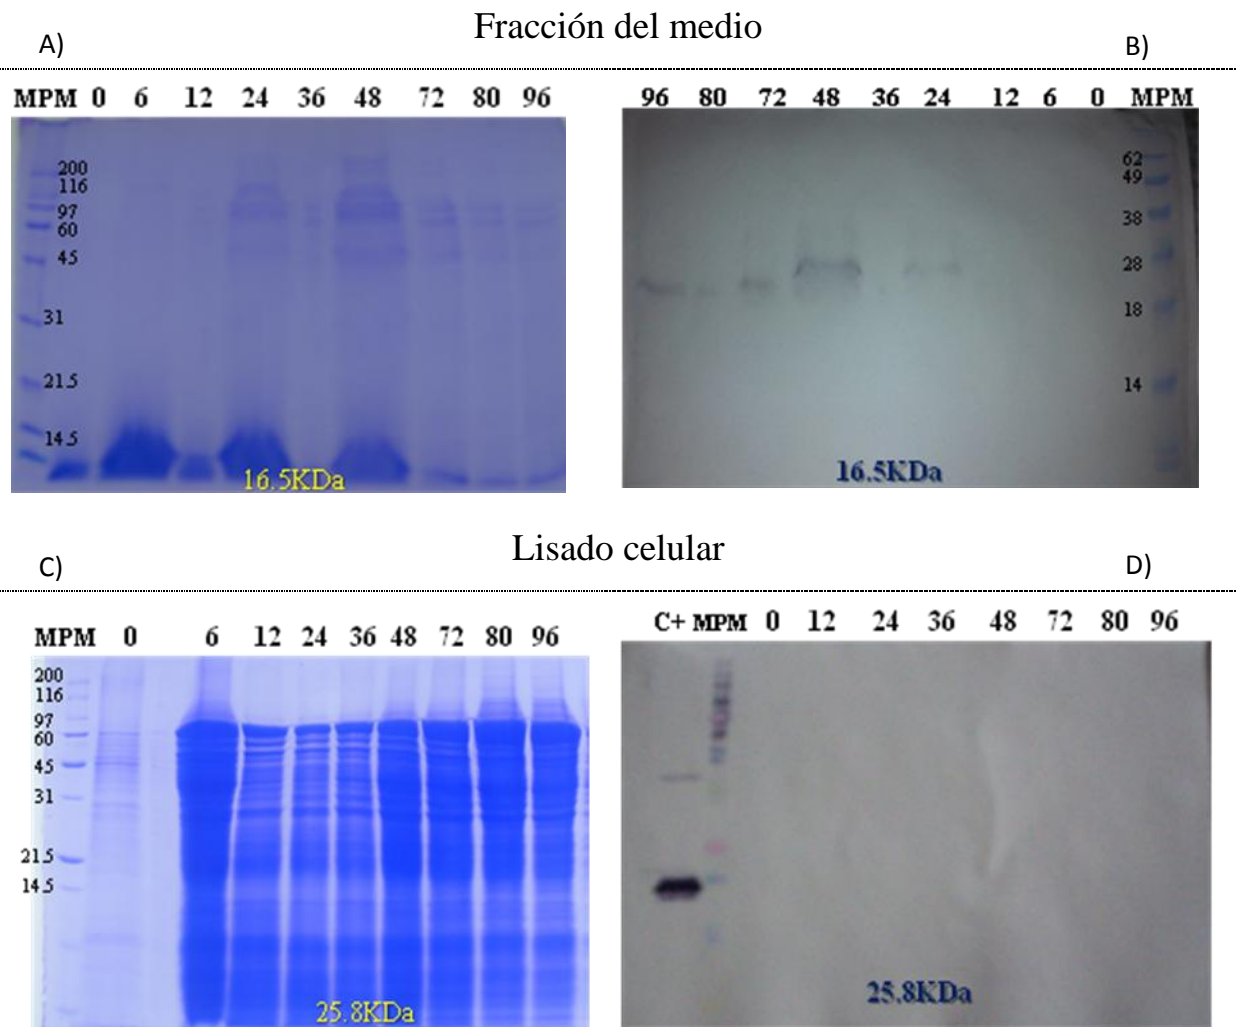 Fracción del medio
A)
B)
MPM 0 6 12 24 36 48 72 80 96
200
116
97
60
45
31
21.5
14.5
16.5KDa
96 80 72 48 36 24 12 6 0 MPM
62
49
38
28
18
14
16.5KDa
Lisado celular
C)
D)
MPM 0 6 12 24 36 48 72 80 96
200
116
97
60
45
31
21.5
14.5
25.8KDa
C+ MPM 0 12 24 36 48 72 80 96
25.8KDa